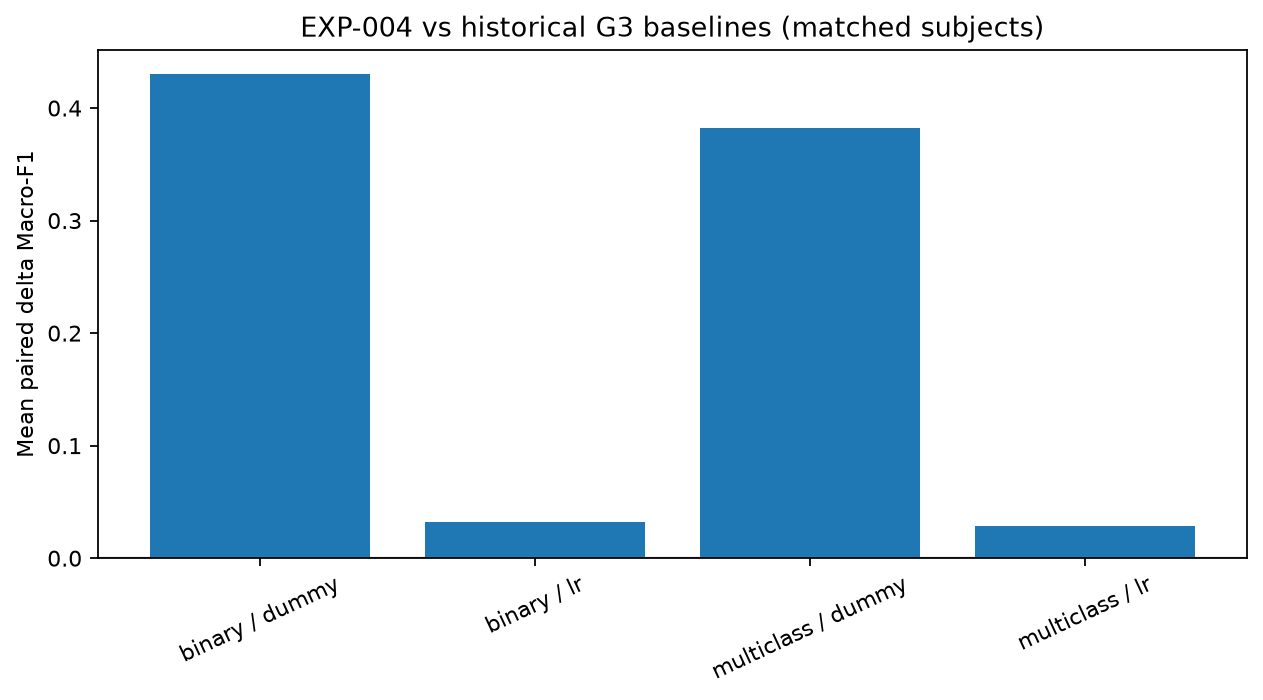 EXP-004 vs historical G3 baselines (matched subjects)
Mean paired delta Macro-F1
0.4
0.3
0.2
0.1
0.0
binary / dummy
binary / lr
multiclass / dummy
multiclass / lr